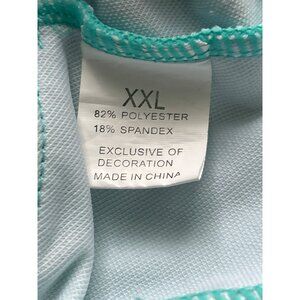 XXL
82% POLYESTER
18% SPANDEX
EXCLUSIVE OF
DECORATION
MADE IN CHINA